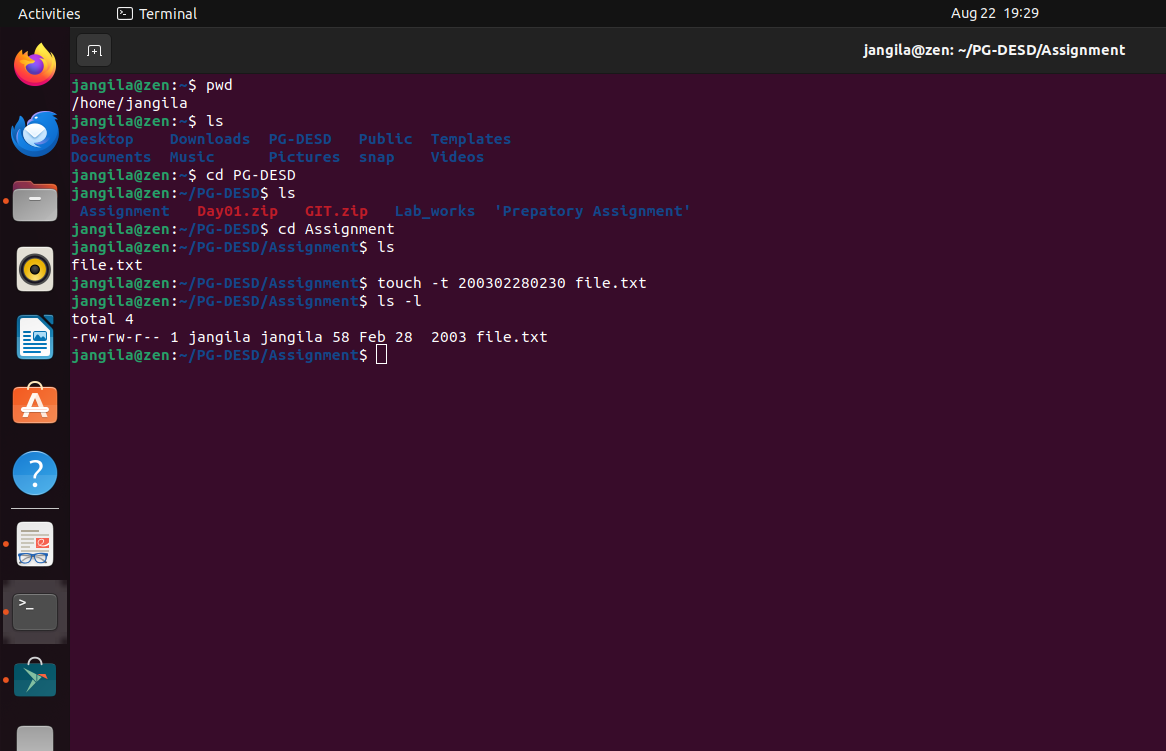 Activities Terminal Aug 22 19:29
jangila@zen: ~/PG-DESD/Assignment
jangila@zen:~$ pwd
/home/jangila
jangila@zen:~$ ls
Desktop    Downloads  PG-DESD   Public  Templates
Documents  Music      Pictures  snap    Videos
jangila@zen:~$ cd PG-DESD
jangila@zen:~/PG-DESD$ ls
 Assignment   Day01.zip   GIT.zip   Lab_works  'Prepatory Assignment'
jangila@zen:~/PG-DESD$ cd Assignment
jangila@zen:~/PG-DESD/Assignment$ ls
file.txt
jangila@zen:~/PG-DESD/Assignment$ touch -t 200302280230 file.txt
jangila@zen:~/PG-DESD/Assignment$ ls -l
total 4
-rw-rw-r-- 1 jangila jangila 58 Feb 28  2003 file.txt
jangila@zen:~/PG-DESD/Assignment$